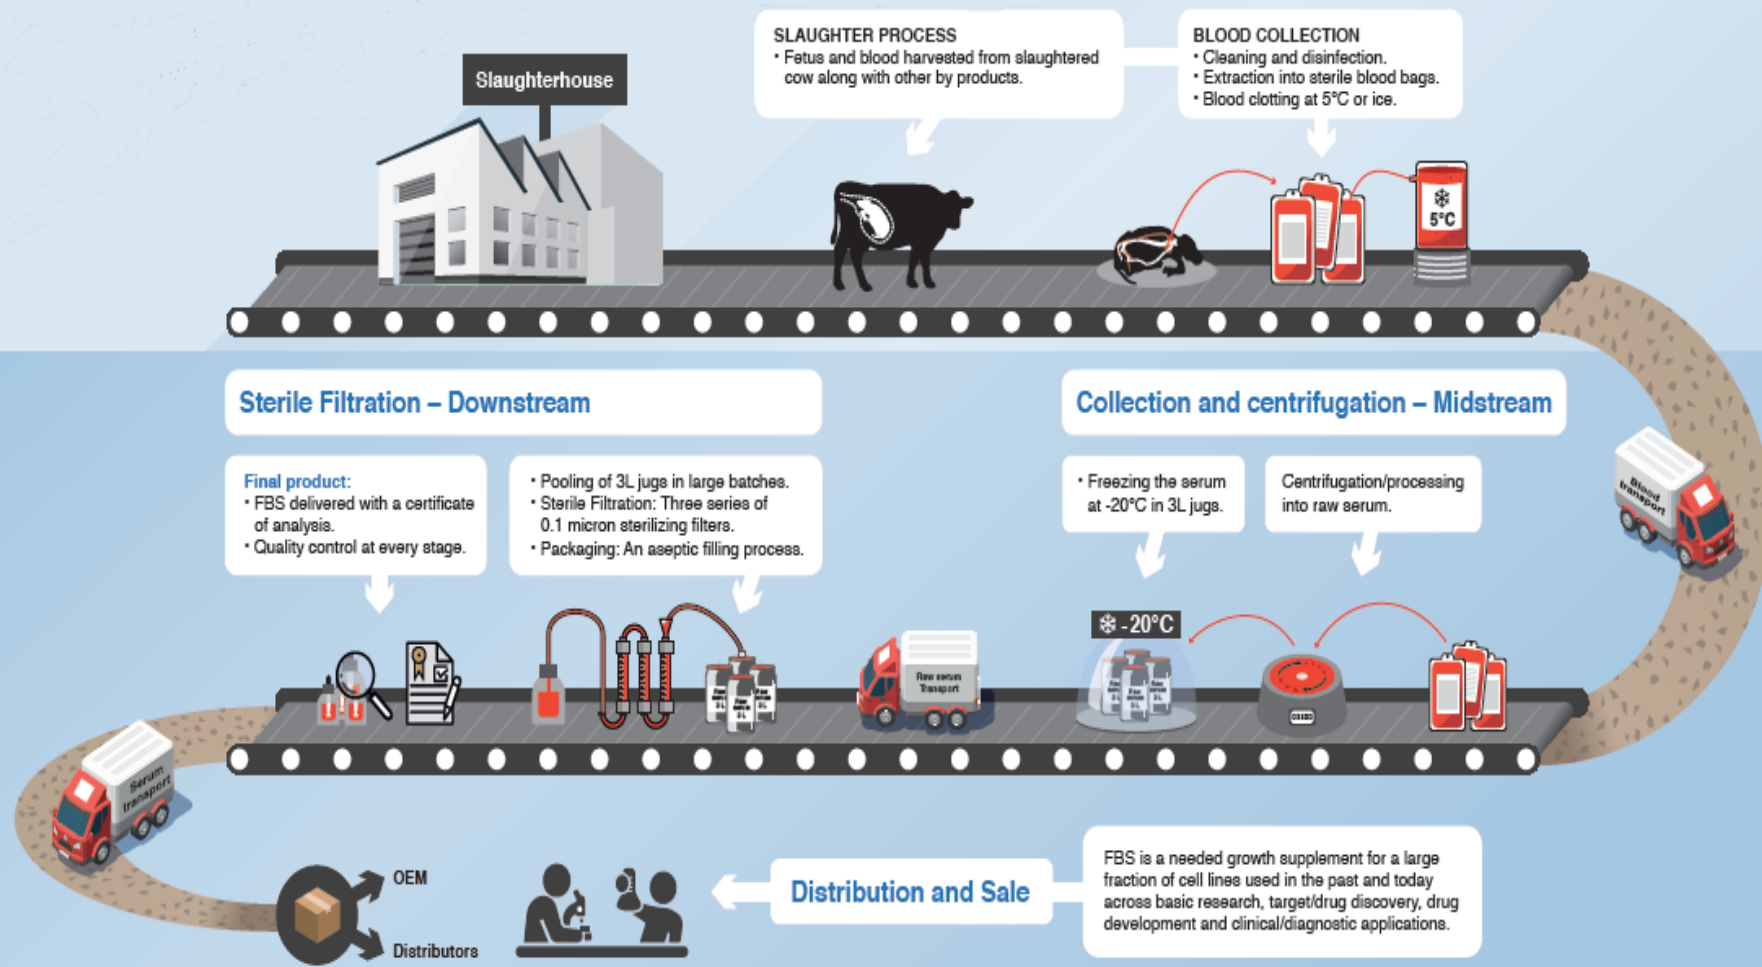 Slaughterhouse
SLAUGHTER PROCESS
• Fetus and blood harvested from slaughtered
cow along with other by products.
BLOOD COLLECTION
• Cleaning and disinfection.
• Extraction into sterile blood bags.
• Blood clotting at 5°C or ice.
5°C
Blood
transport
Collection and centrifugation – Midstream
Centrifugation/processing
into raw serum.
• Freezing the serum
at -20°C in 3L jugs.
-20°C
Raw
serum
3 L
Raw serum
Transport
Sterile Filtration – Downstream
• Pooling of 3L jugs in large batches.
• Sterile Filtration: Three series of
0.1 micron sterilizing filters.
• Packaging: An aseptic filling process.
Raw
serum
3 L
Final product:
• FBS delivered with a certificate
of analysis.
• Quality control at every stage.
Serum
transport
OEM
Distributors
Distribution and Sale
FBS is a needed growth supplement for a large
fraction of cell lines used in the past and today
across basic research, target/drug discovery, drug
development and clinical/diagnostic applications.